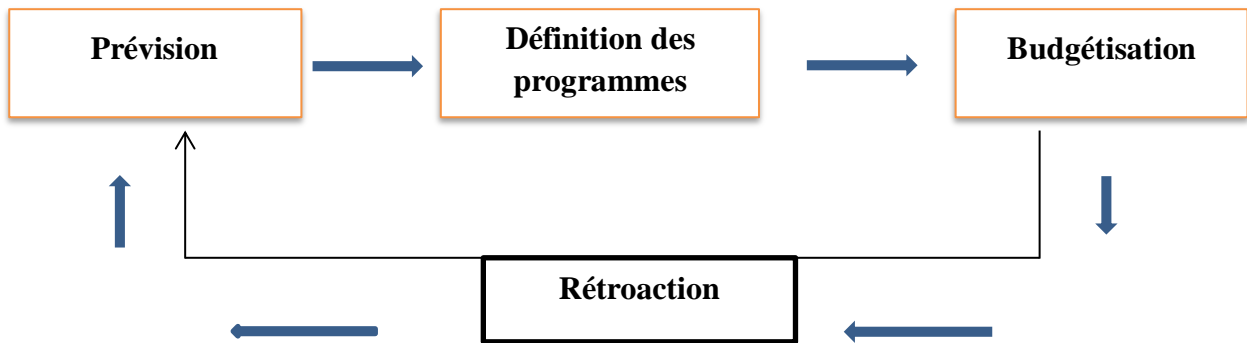 Prévision
Définition des
programmes
Budgétisation
Rétroaction